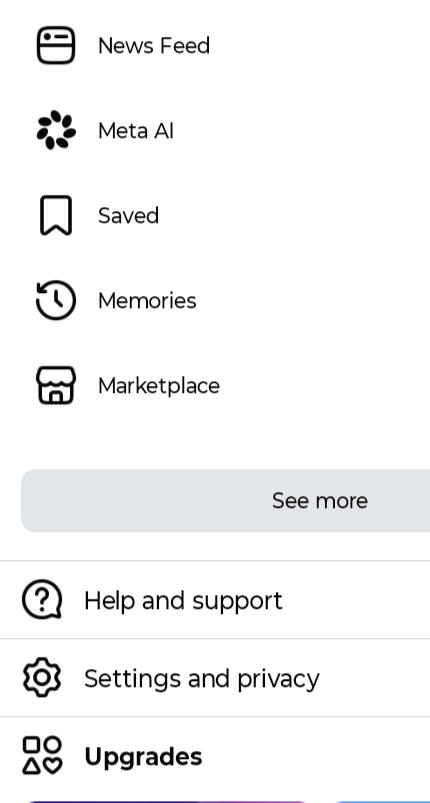 News Feed
Meta AI
Saved
Memories
Marketplace
See more
Help and support
Settings and privacy
Upgrades